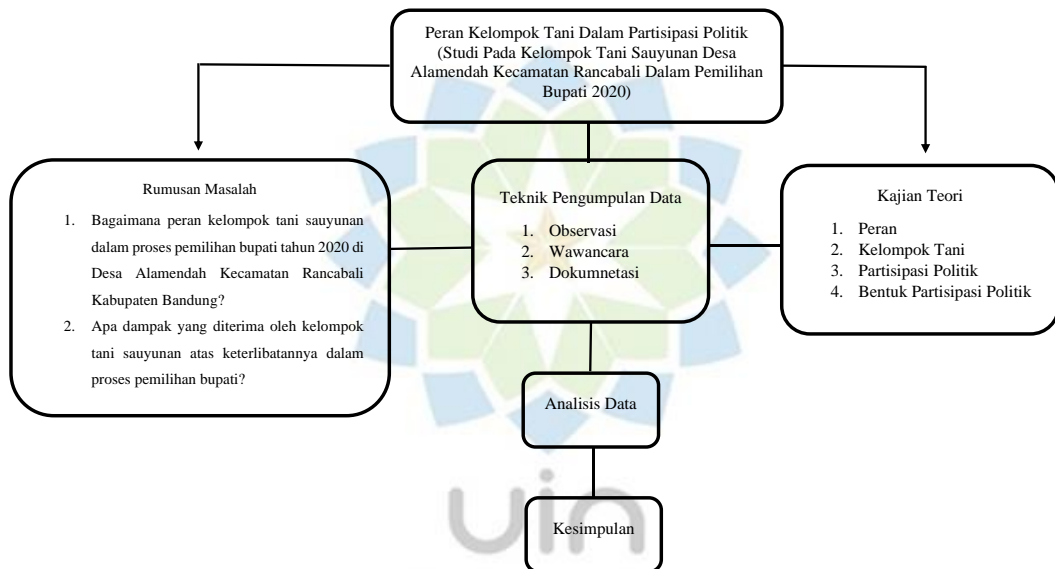 Peran Kelompok Tani Dalam Partisipasi Politik
(Studi Pada Kelompok Tani Sauyunan Desa
Alamendah Kecamatan Rancabali Dalam Pemilihan
Bupati 2020)
Rumusan Masalah
1. Bagaimana peran kelompok tani sauyunan
dalam proses pemilihan bupati tahun 2020 di
Desa Alamendah Kecamatan Rancabali
Kabupaten Bandung?
2. Apa dampak yang diterima oleh kelompok
tani sauyunan atas keterlibatannya dalam
proses pemilihan bupati?
Teknik Pengumpulan Data
1. Observasi
2. Wawancara
3. Dokumnetasi
Kajian Teori
1. Peran
2. Kelompok Tani
3. Partisipasi Politik
4. Bentuk Partisipasi Politik
Analisis Data
uin
Kesimpulan